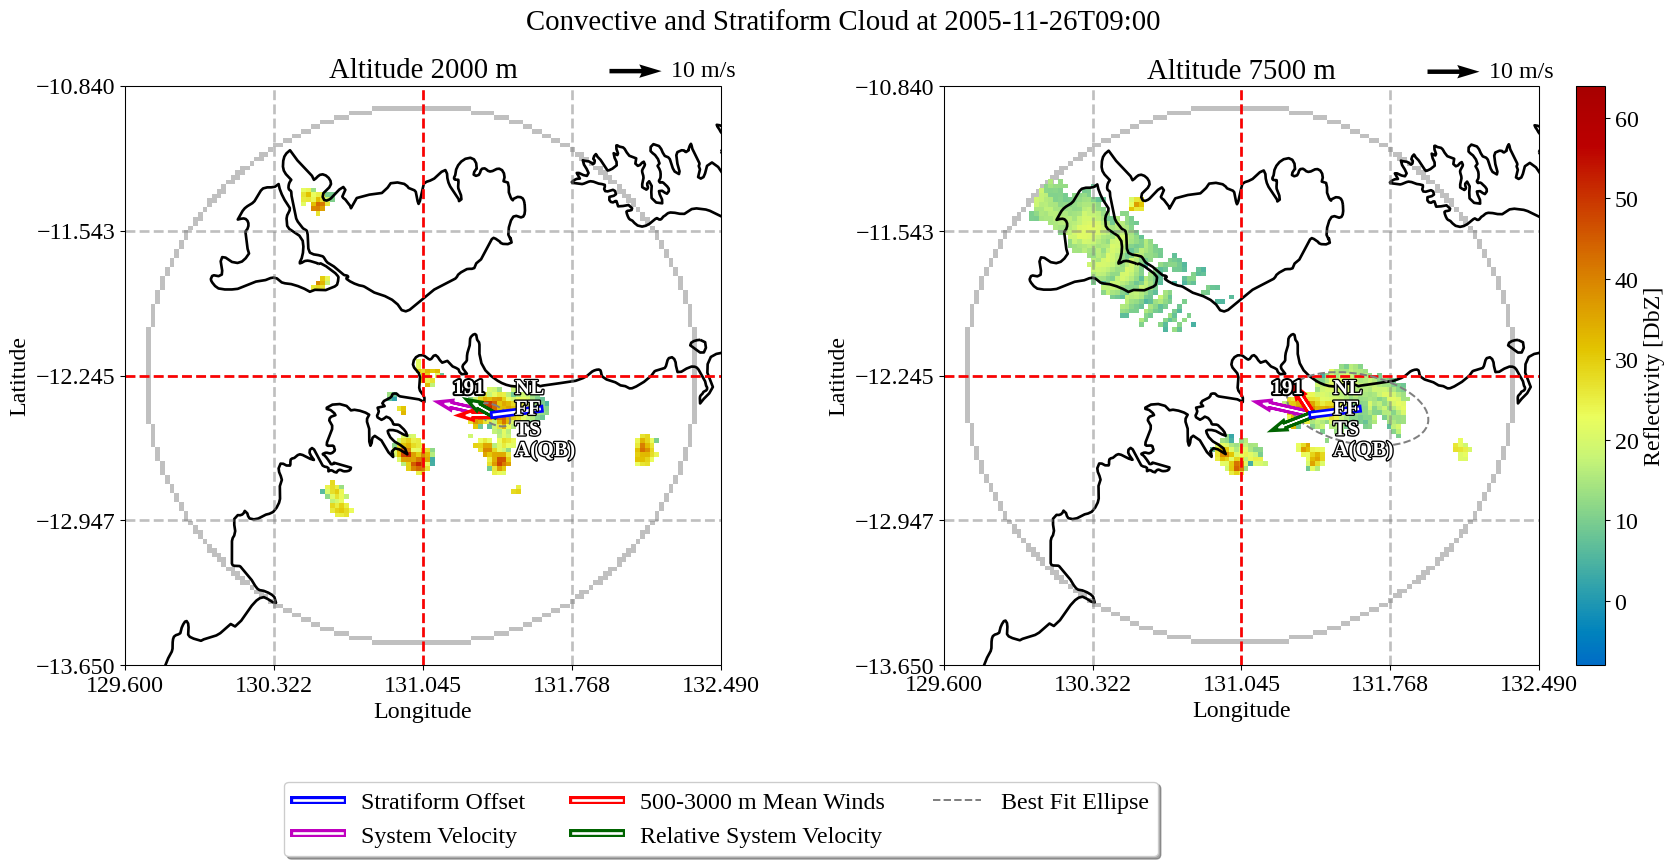 Convective and Stratiform Cloud at 2005-11-26T09:00
Altitude 2000 m
10 m/s
−10.840
−11.543
−12.245
−12.947
−13.650
129.600
130.322
131.045
131.768
132.490
Latitude
Longitude
191
NL
FF
TS
A(QB)
Altitude 7500 m
10 m/s
−10.840
−11.543
−12.245
−12.947
−13.650
129.600
130.322
131.045
131.768
132.490
Latitude
Longitude
191
NL
FF
TS
A(QB)
60
50
40
30
20
10
0
Reflectivity [DbZ]
Stratiform Offset
System Velocity
500-3000 m Mean Winds
Relative System Velocity
Best Fit Ellipse